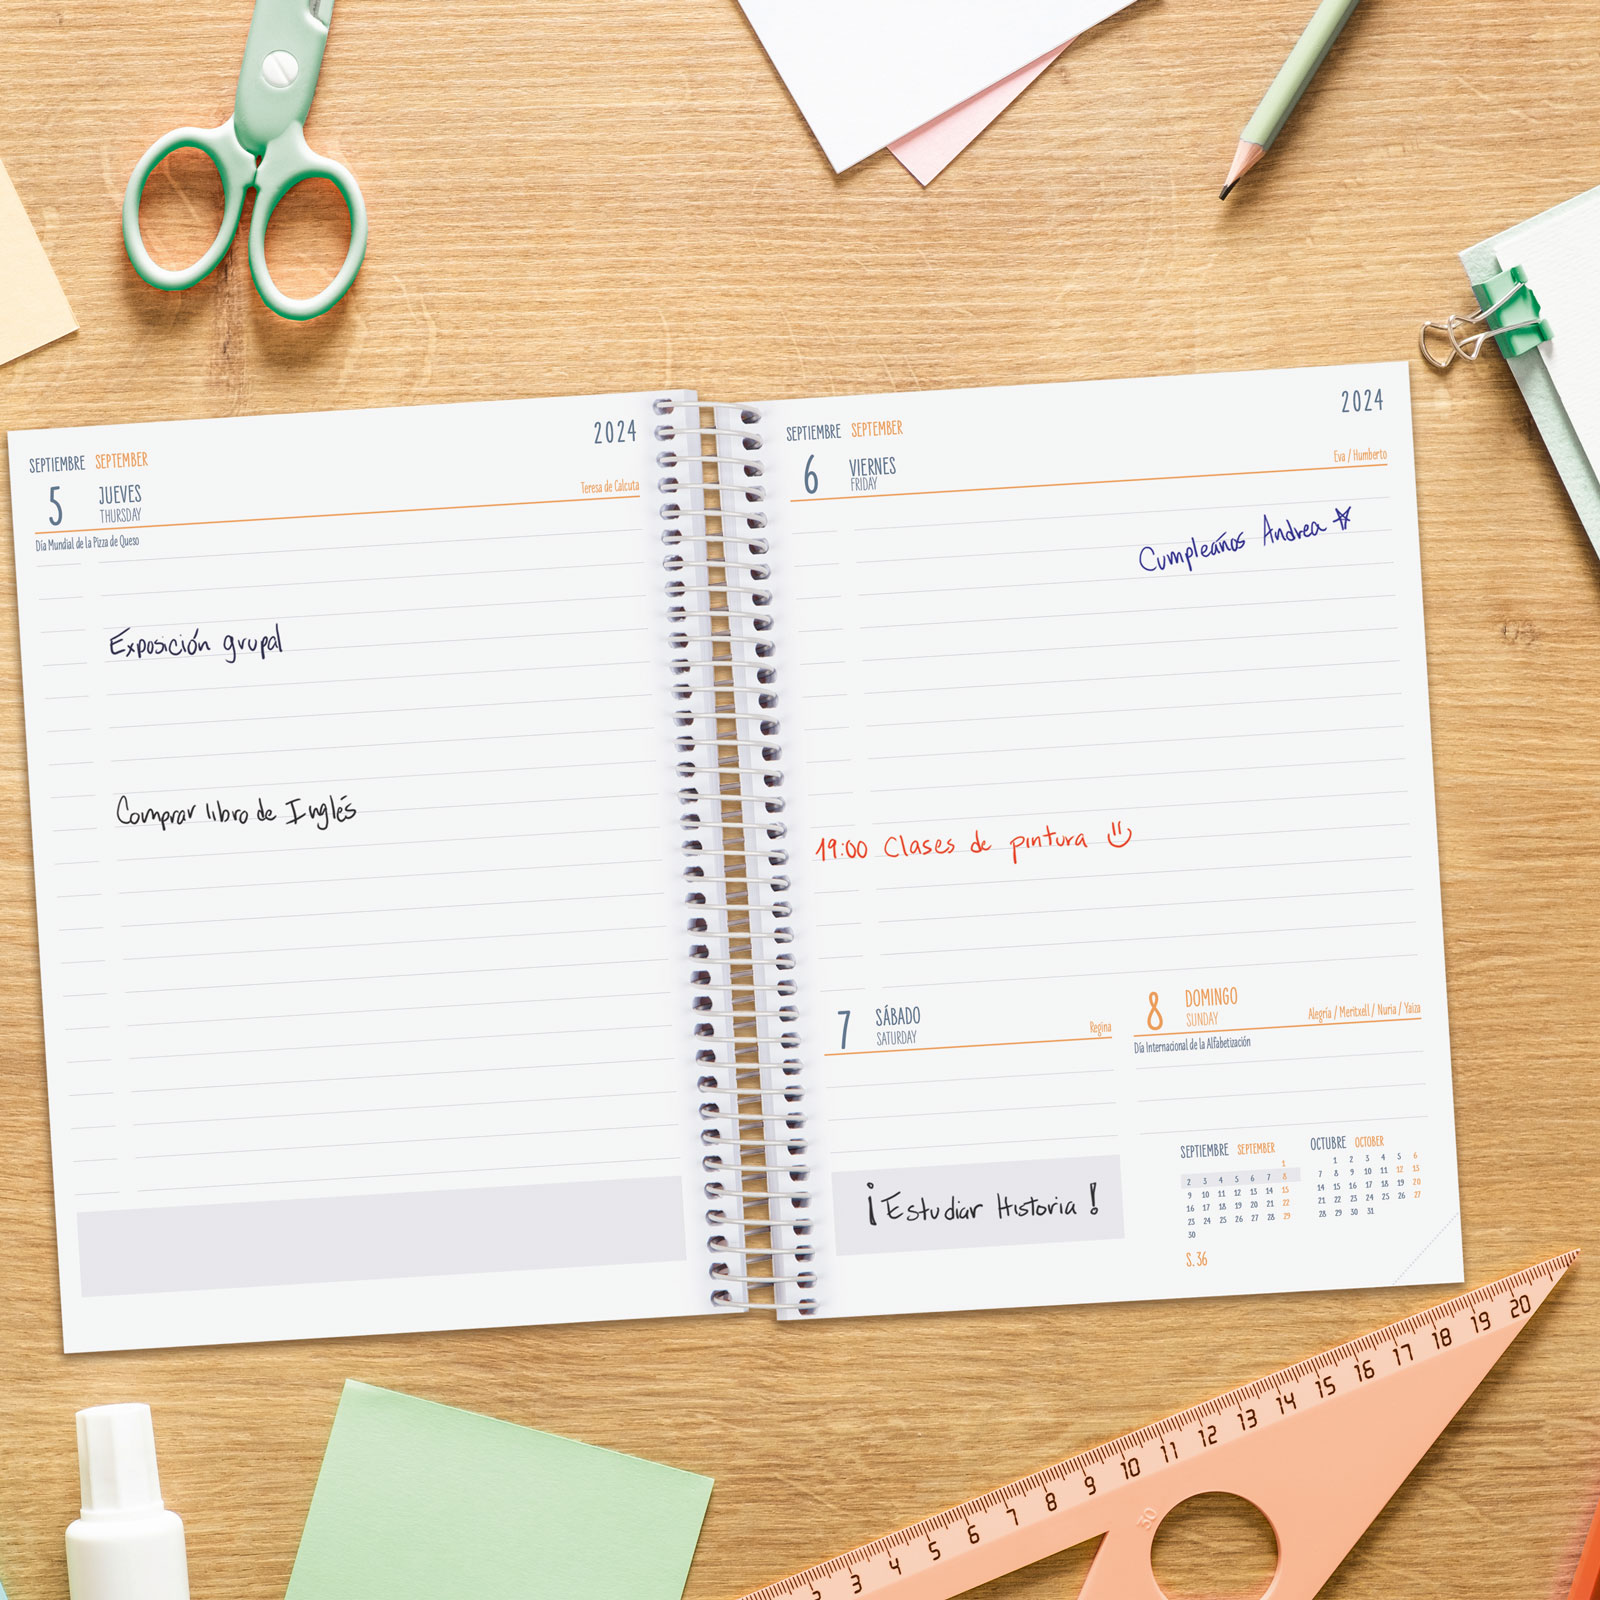 2024
SEPTIEMBRE SEPTEMBER
5 JUEVES
THURSDAY
Teresa de Calcuta
Día Mundial de la Pizza de Queso
Exposición grupal
Comprar libro de Inglés
2024
SEPTIEMBRE SEPTEMBER
6 VIERNES
FRIDAY
Eva / Humberto
Cumpleaños Andrea
19:00 Clases de pintura
7 SÁBADO
SATURDAY
Regina
8 DOMINGO
SUNDAY
Alegría / Meritxell / Nuria / Yaiza
Día Internacional de la Alfabetización
¡Estudiar Historia!
SEPTIEMBRE SEPTEMBER
1
2 3 4 5 6 7 8
9 10 11 12 13 14 15
16 17 18 19 20 21 22
23 24 25 26 27 28 29
30
S. 36
OCTUBRE OCTOBER
1 2 3 4 5 6
7 8 9 10 11 12 13
14 15 16 17 18 19 20
21 22 23 24 25 26 27
28 29 30 31
2 3 4 5 6 7 8 9 10 11 12 13 14 15 16 17 18 19 20
30